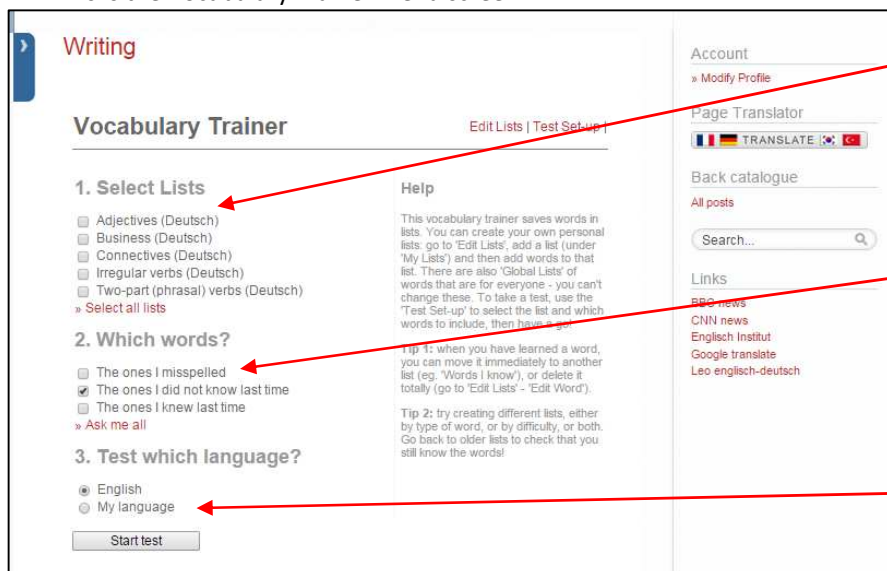 Writing
Vocabulary Trainer
Edit Lists | Test Set-up |
1. Select Lists
Adjectives (Deutsch)
Business (Deutsch)
Connectives (Deutsch)
Irregular verbs (Deutsch)
Two-part (phrasal) verbs (Deutsch)
» Select all lists
2. Which words?
The ones I misspelled
The ones I did not know last time
The ones I knew last time
» Ask me all
3. Test which language?
English
My language
Start test
Help
This vocabulary trainer saves words in
lists. You can create your own personal
lists: go to 'Edit Lists', add a list (under
'My Lists') and then add words to that
list. There are also 'Global Lists' of
words that are for everyone - you can't
change these. To take a test, use the
'Test Set-up' to select the list and which
words to include, then have a go!
Tip 1: when you have learned a word,
you can move it immediately to another
list (eg. 'Words I know'), or delete it
totally (go to 'Edit Lists' - 'Edit Word').
Tip 2: try creating different lists, either
by type of word, or by difficulty, or both.
Go back to older lists to check that you
still know the words!
Account
» Modify Profile
Page Translator
TRANSLATE
Back catalogue
All posts
Search...
Links
BBC news
CNN news
Englisch Institut
Google translate
Leo englisch-deutsch